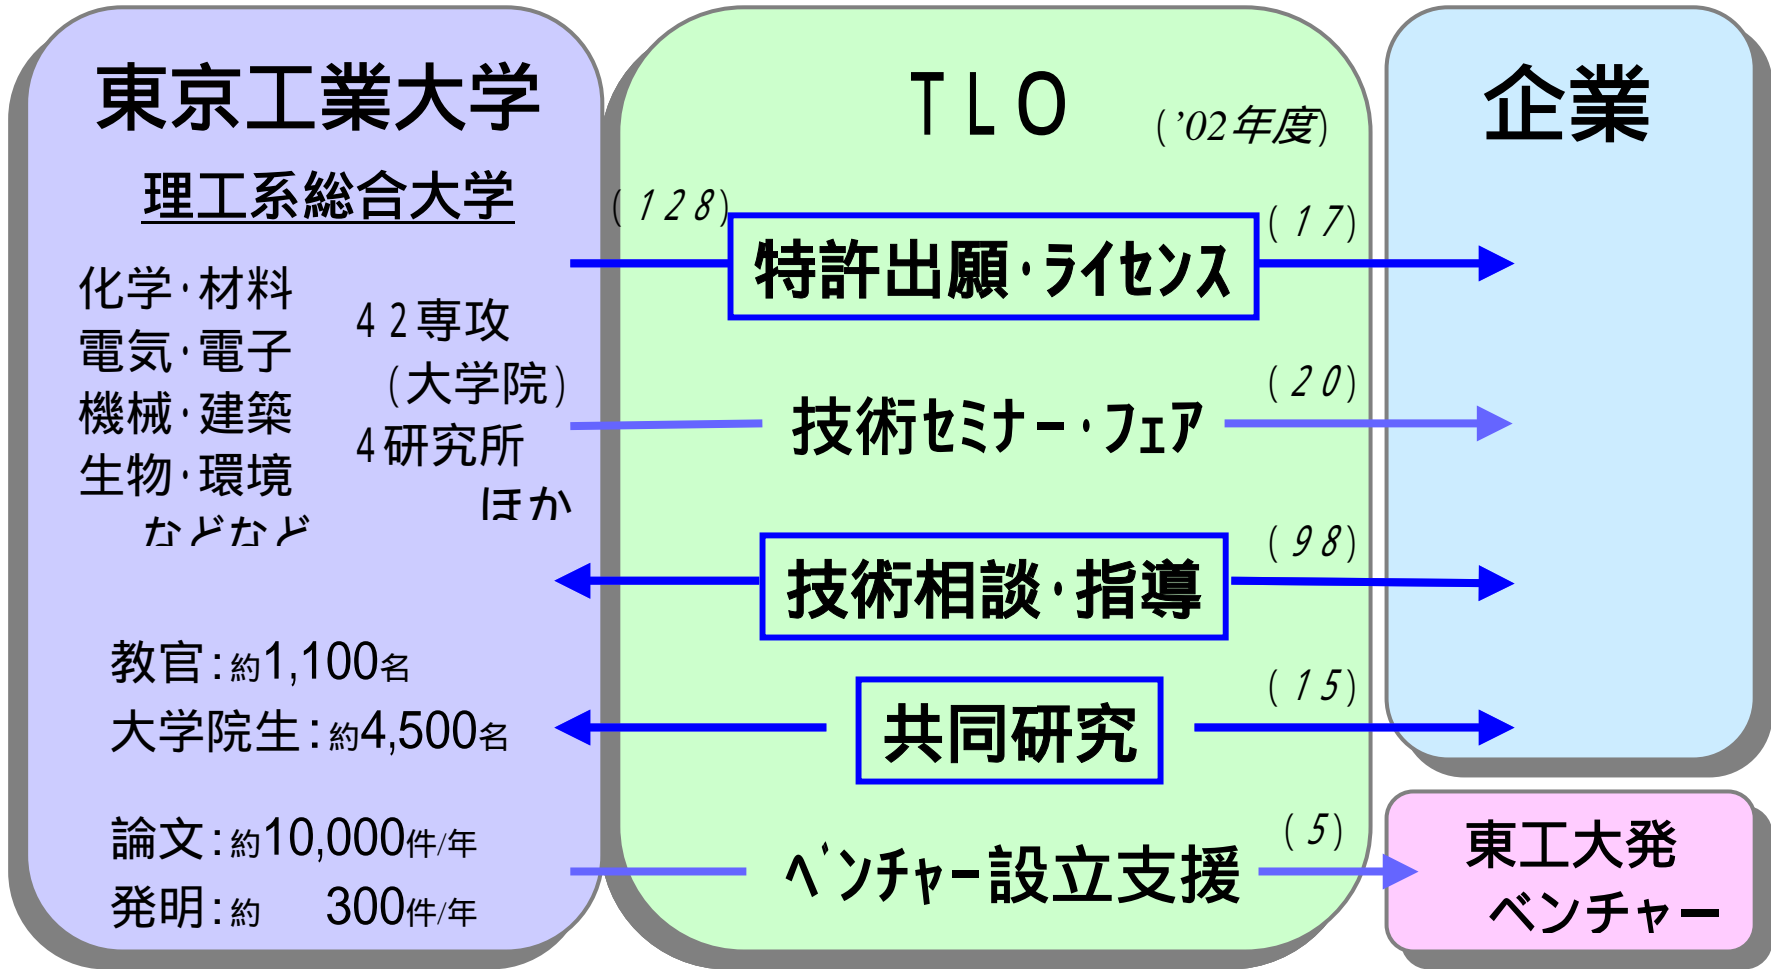 東京工業大学
理工系総合大学
化学・材料
電気・電子
機械・建築
生物・環境
などなど
42専攻
(大学院)
4研究所
ほか
教官:約1,100名
大学院生:約4,500名
論文:約10,000件/年
発明:約 300件/年
TLO
('02年度)
(128)
特許出願・ライセンス
(17)
技術セミナー・フェア
(20)
技術相談・指導
(98)
共同研究
(15)
ベンチャー設立支援
(5)
企業
東工大発
ベンチャー